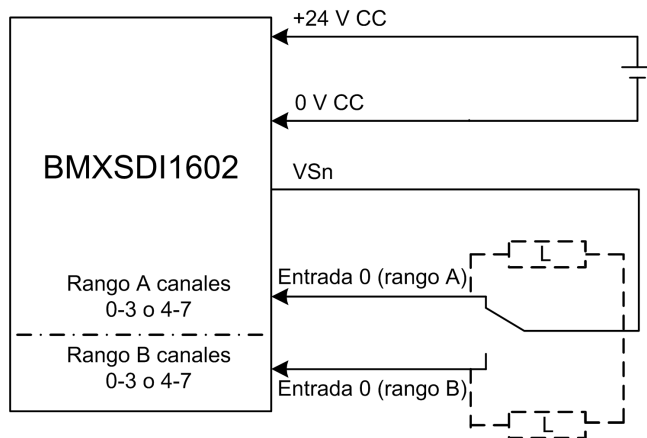 +24 V CC
0 V CC
BMXSDI1602
VSn
L
Rango A canales
0-3 o 4-7
Entrada 0 (rango A)
Rango B canales
0-3 o 4-7
Entrada 0 (rango B)
L